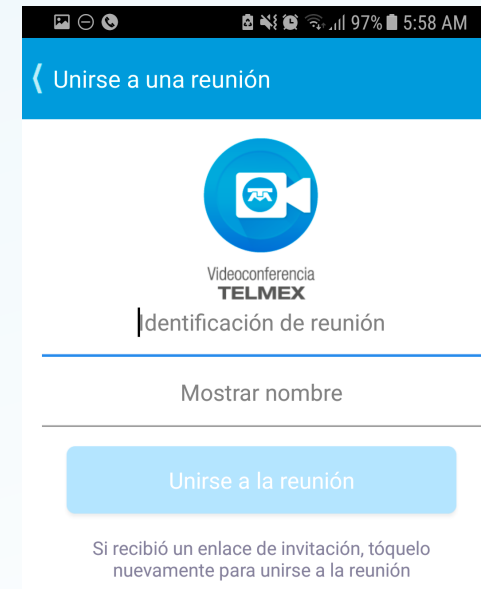 97% 5:58 AM
Unirse a una reunión
Videoconferencia
TELMEX
Identificación de reunión
Mostrar nombre
Unirse a la reunión
Si recibió un enlace de invitación, tóquelo
nuevamente para unirse a la reunión